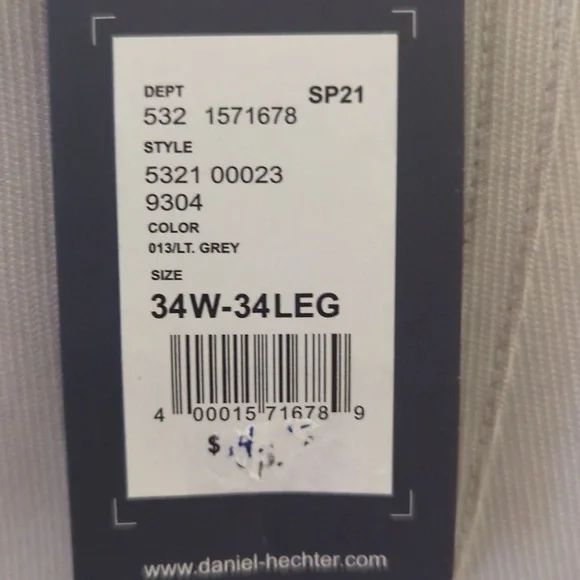 DEPT SP21
532 1571678
STYLE
5321 00023
9304
COLOR
013/LT. GREY
SIZE
34W-34LEG
4 00015 71678 9
$
www.daniel-hechter.com